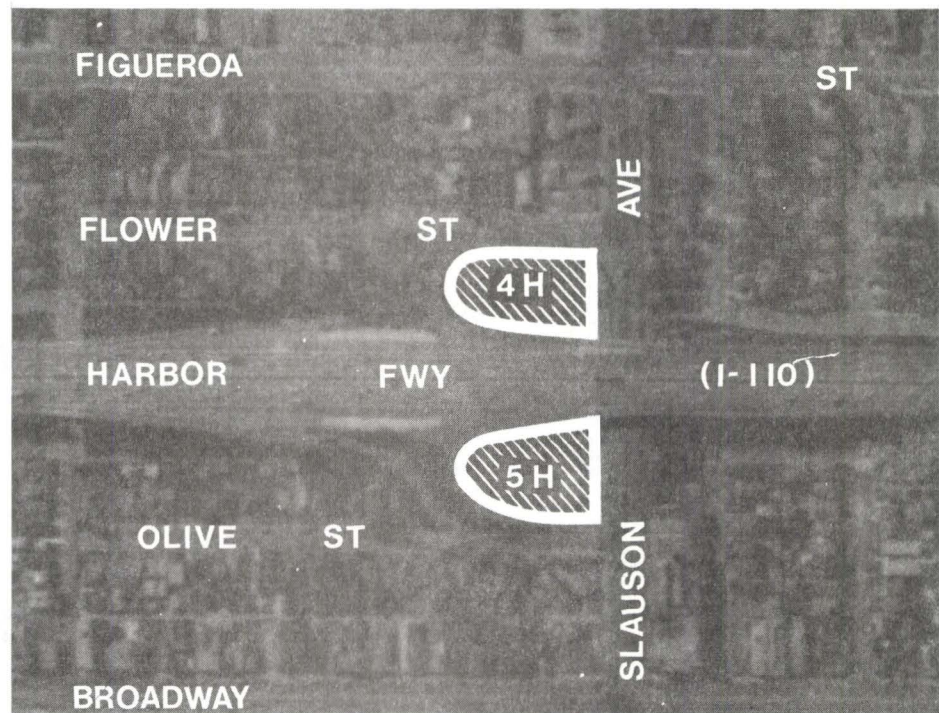 FIGUEROA ST
AVE
FLOWER ST
4 H
HARBOR FWY (I-110)
5 H
OLIVE ST
SLAUSON
BROADWAY